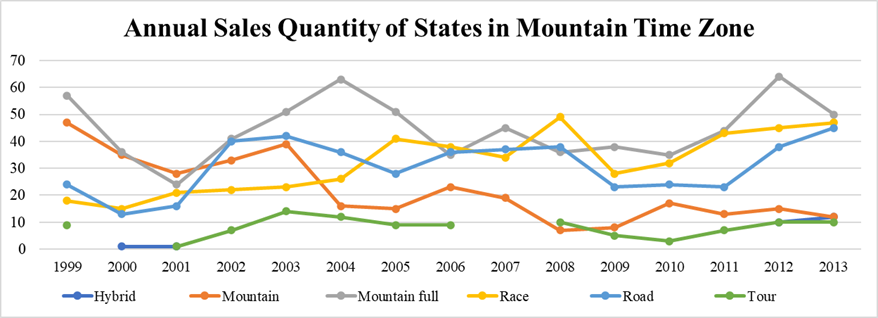 Annual Sales Quantity of States in Mountain Time Zone
70
60
50
40
30
20
10
0
1999 2000 2001 2002 2003 2004 2005 2006 2007 2008 2009 2010 2011 2012 2013
Hybrid Mountain Mountain full Race Road Tour